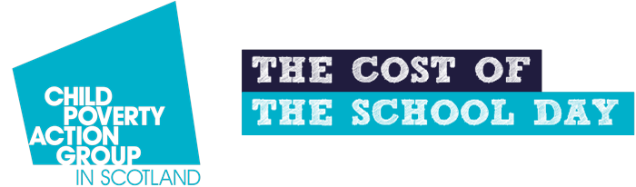 CHILD
POVERTY
ACTION
GROUP
IN SCOTLAND
THE COST OF
THE SCHOOL DAY